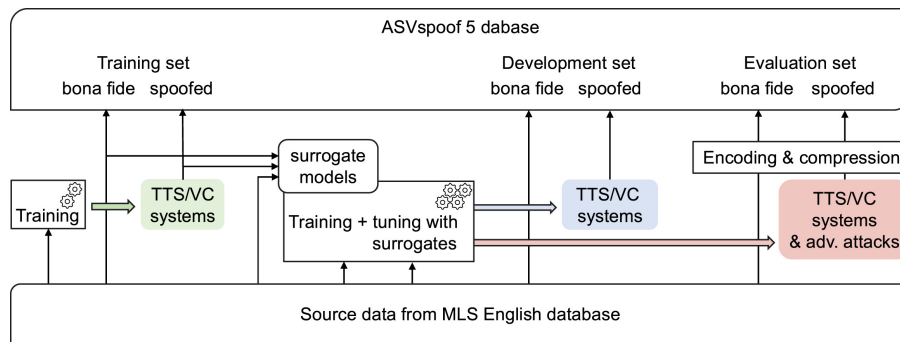 ASVspoof 5 dabase
Training set
bona fide spoofed
Development set
bona fide spoofed
Evaluation set
bona fide spoofed
surrogate
models
Encoding & compression
Training
TTS/VC
systems
Training + tuning with
surrogates
TTS/VC
systems
TTS/VC
systems
& adv. attacks
Source data from MLS English database